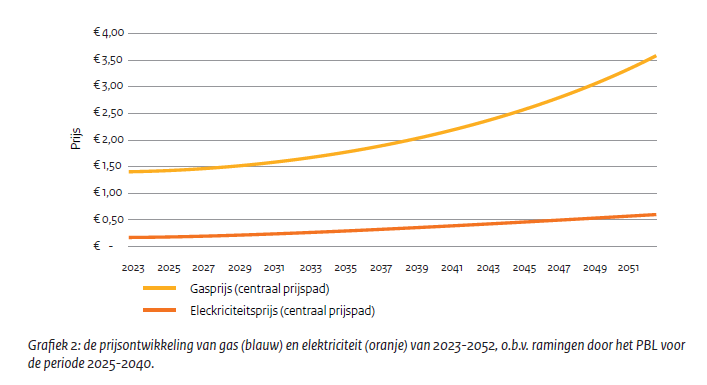 € 4,00
€ 3,50
€ 3,00
€ 2,50
€ 2,00
€ 1,50
€ 1,00
€ 0,50
€ -
Prijs
2023 2025 2027 2029 2031 2033 2035 2037 2039 2041 2043 2045 2047 2049 2051
Gasprijs (centraal prijspad)
Eleckriciteitsprijs (centraal prijspad)
Grafiek 2: de prijsontwikkeling van gas (blauw) en elektriciteit (oranje) van 2023-2052, o.b.v. ramingen door het PBL voor
de periode 2025-2040.